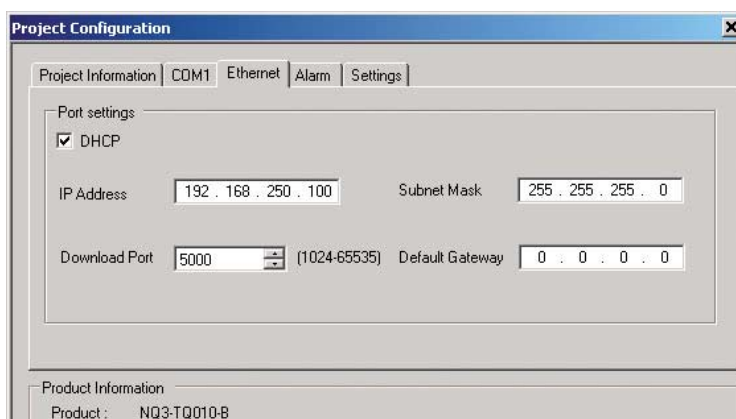 Project Configuration
Project Information COM1 Ethernet Alarm Settings
Port settings
DHCP
IP Address 192 . 168 . 250 . 100 Subnet Mask 255 . 255 . 255 . 0
Download Port 5000 (1024-65535) Default Gateway 0 . 0 . 0 . 0
Product Information
Product : NQ3-TQ010-B